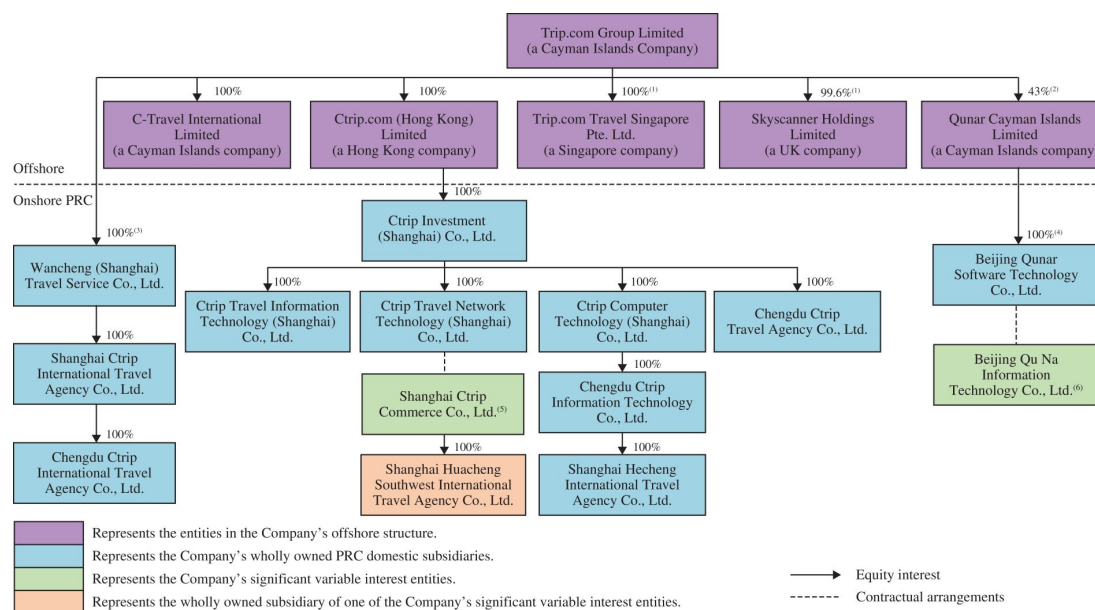 Trip.com Group Limited
(a Cayman Islands Company)
100%
100%
100%(1)
99.6%(1)
43%(2)
C-Travel International
Limited
(a Cayman Islands company)
Ctrip.com (Hong Kong)
Limited
(a Hong Kong company)
Trip.com Travel Singapore
Pte. Ltd.
(a Singapore company)
Skyscanner Holdings
Limited
(a UK company)
Qunar Cayman Islands
Limited
(a Cayman Islands company)
Offshore
Onshore PRC
100%
Ctrip Investment
(Shanghai) Co., Ltd.
100%(3)
Wancheng (Shanghai)
Travel Service Co., Ltd.
100%(4)
Beijing Qunar
Software Technology
Co., Ltd.
100%
100%
100%
100%
Ctrip Travel Information
Technology (Shanghai)
Co., Ltd.
Ctrip Travel Network
Technology (Shanghai)
Co., Ltd.
Ctrip Computer
Technology (Shanghai)
Co., Ltd.
Chengdu Ctrip
Travel Agency Co., Ltd.
100%
Shanghai Ctrip
International Travel
Agency Co., Ltd.
Shanghai Ctrip
Commerce Co., Ltd.(5)
100%
Chengdu Ctrip
Information Technology
Co., Ltd.
Beijing Qu Na
Information
Technology Co., Ltd.(6)
100%
Chengdu Ctrip
International Travel
Agency Co., Ltd.
100%
Shanghai Huacheng
Southwest International
Travel Agency Co., Ltd.
100%
Shanghai Hecheng
International Travel
Agency Co., Ltd.
Represents the entities in the Company’s offshore structure.
Represents the Company’s wholly owned PRC domestic subsidiaries.
Represents the Company’s significant variable interest entities.
Represents the wholly owned subsidiary of one of the Company’s significant variable interest entities.
Equity interest
Contractual arrangements